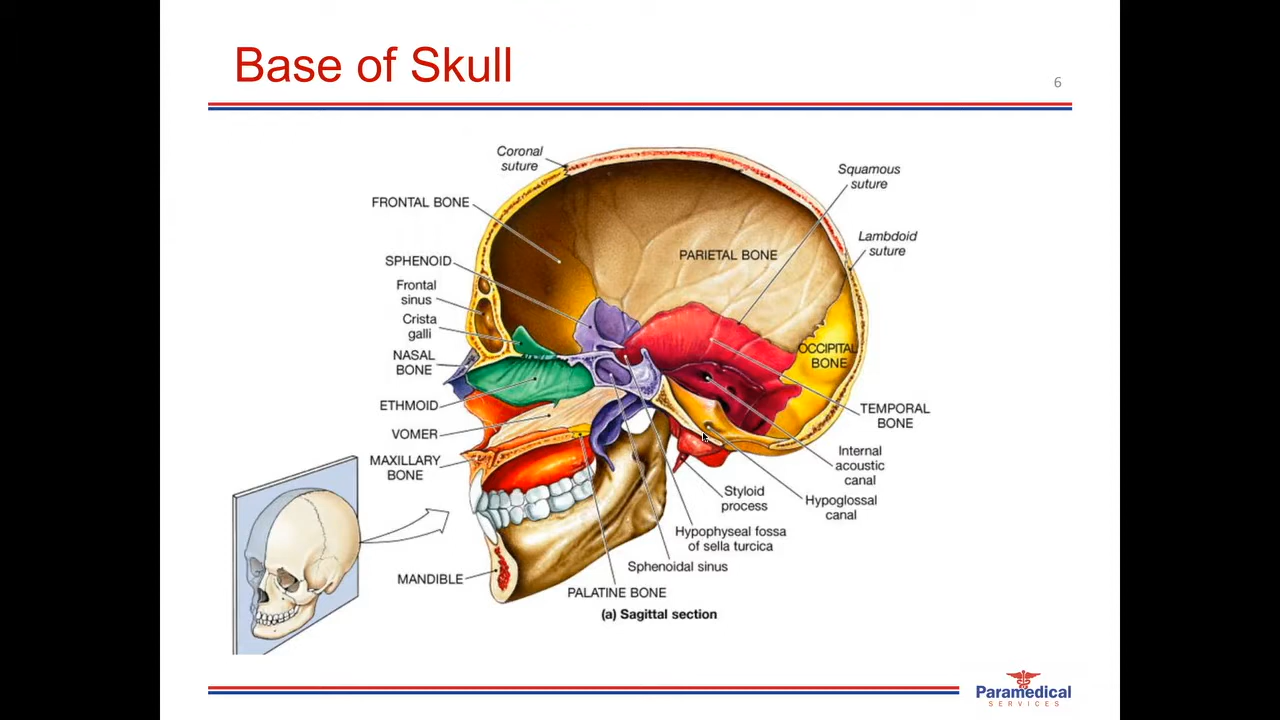 Base of Skull
6
Coronal
suture
Squamous
suture
FRONTAL BONE
Lambdoid
suture
PARIETAL BONE
SPHENOID
Frontal
sinus
Crista
galli
NASAL
BONE
OCCIPITAL
BONE
ETHMOID
TEMPORAL
BONE
VOMER
MAXILLARY
BONE
Internal
acoustic
canal
Styloid
process
Hypoglossal
canal
Hypophyseal fossa
of sella turcica
Sphenoidal sinus
MANDIBLE
PALATINE BONE
(a) Sagittal section
Paramedical
SERVICES